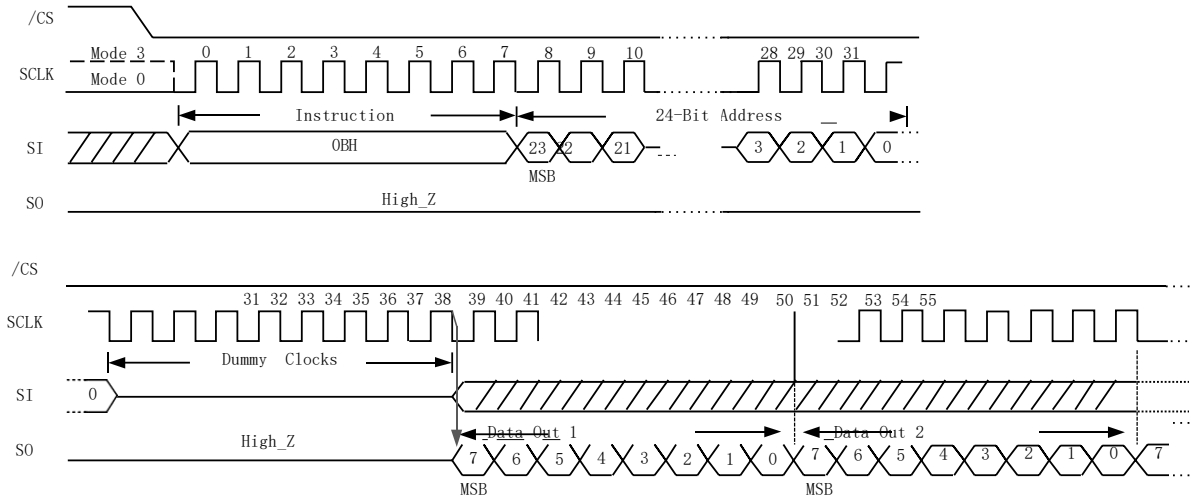 /CS
Mode 3 0 1 2 3 4 5 6 7 8 9 10 28 29 30 31
SCLK
Mode 0
Instruction 24-Bit Address
SI 0BH 23 22 21 3 2 1 0
MSB
SO High_Z
/CS
31 32 33 34 35 36 37 38 39 40 41 42 43 44 45 46 47 48 49 50 51 52 53 54 55
SCLK
Dummy Clocks
SI 0
Data Out 1 Data Out 2
SO High_Z 7 6 5 4 3 2 1 0 7 6 5 4 3 2 1 0 7
MSB MSB